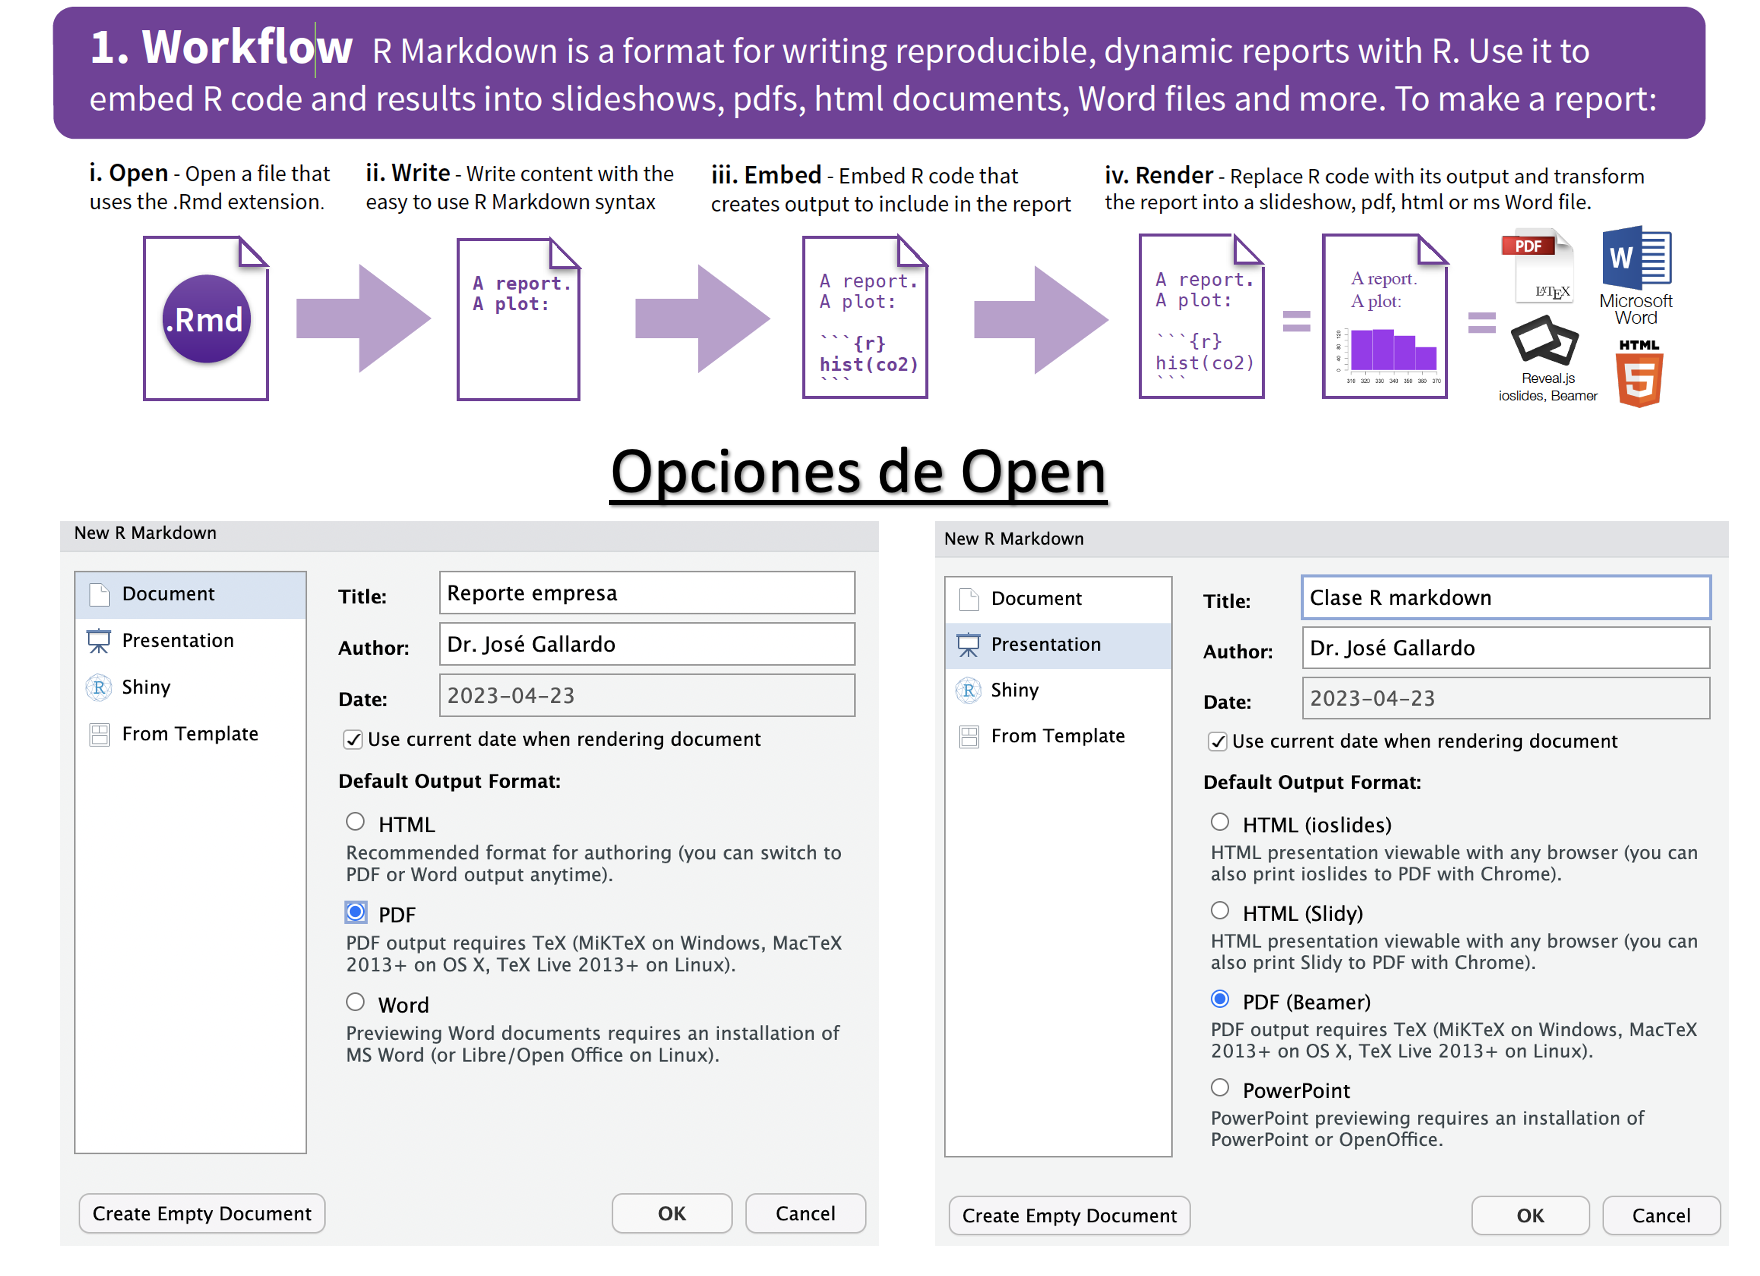 1. Workflow R Markdown is a format for writing reproducible, dynamic reports with R. Use it to
embed R code and results into slideshows, pdfs, html documents, Word files and more. To make a report:
i. Open - Open a file that
uses the .Rmd extension.
ii. Write - Write content with the
easy to use R Markdown syntax
iii. Embed - Embed R code that
creates output to include in the report
iv. Render - Replace R code with its output and transform
the report into a slideshow, pdf, html or ms Word file.
.Rmd
A report.
A plot:
A report.
A plot:
```{r}
hist(co2)
```
A report.
A plot:
```{r}
hist(co2)
```
=
A report.
A plot:
0 40 80 120
310 320 330 340 350 360 370
=
PDF
LATEX
W
Microsoft
Word
Reveal.js
ioslides, Beamer
HTML
5
Opciones de Open
New R Markdown
Document
Presentation
R Shiny
From Template
Title: Reporte empresa
Author: Dr. José Gallardo
Date: 2023-04-23
Use current date when rendering document
Default Output Format:
HTML
Recommended format for authoring (you can switch to
PDF or Word output anytime).
PDF
PDF output requires TeX (MiKTeX on Windows, MacTeX
2013+ on OS X, TeX Live 2013+ on Linux).
Word
Previewing Word documents requires an installation of
MS Word (or Libre/Open Office on Linux).
Create Empty Document
OK
Cancel
New R Markdown
Document
Presentation
R Shiny
From Template
Title: Clase R markdown
Author: Dr. José Gallardo
Date: 2023-04-23
Use current date when rendering document
Default Output Format:
HTML (ioslides)
HTML presentation viewable with any browser (you can
also print ioslides to PDF with Chrome).
HTML (Slidy)
HTML presentation viewable with any browser (you can
also print Slidy to PDF with Chrome).
PDF (Beamer)
PDF output requires TeX (MiKTeX on Windows, MacTeX
2013+ on OS X, TeX Live 2013+ on Linux).
PowerPoint
PowerPoint previewing requires an installation of
PowerPoint or OpenOffice.
Create Empty Document
OK
Cancel